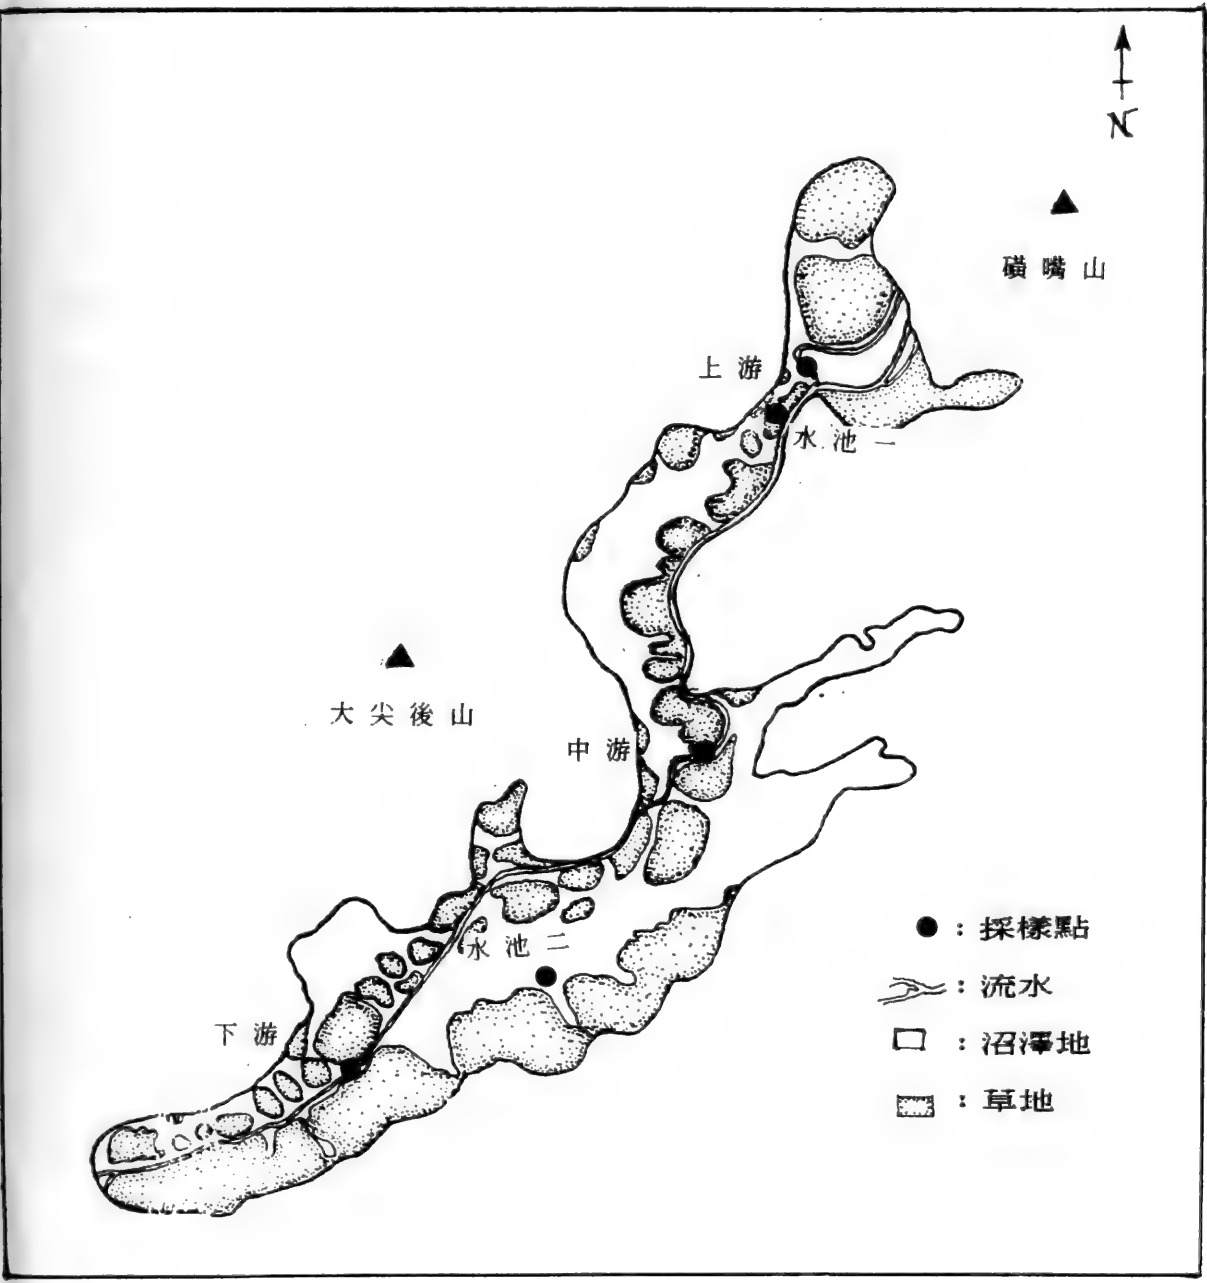 N
磺嘴山
上游
水池一
大尖後山
中游
水池二
下游
：採樣點
：流水
：沼澤地
：草地